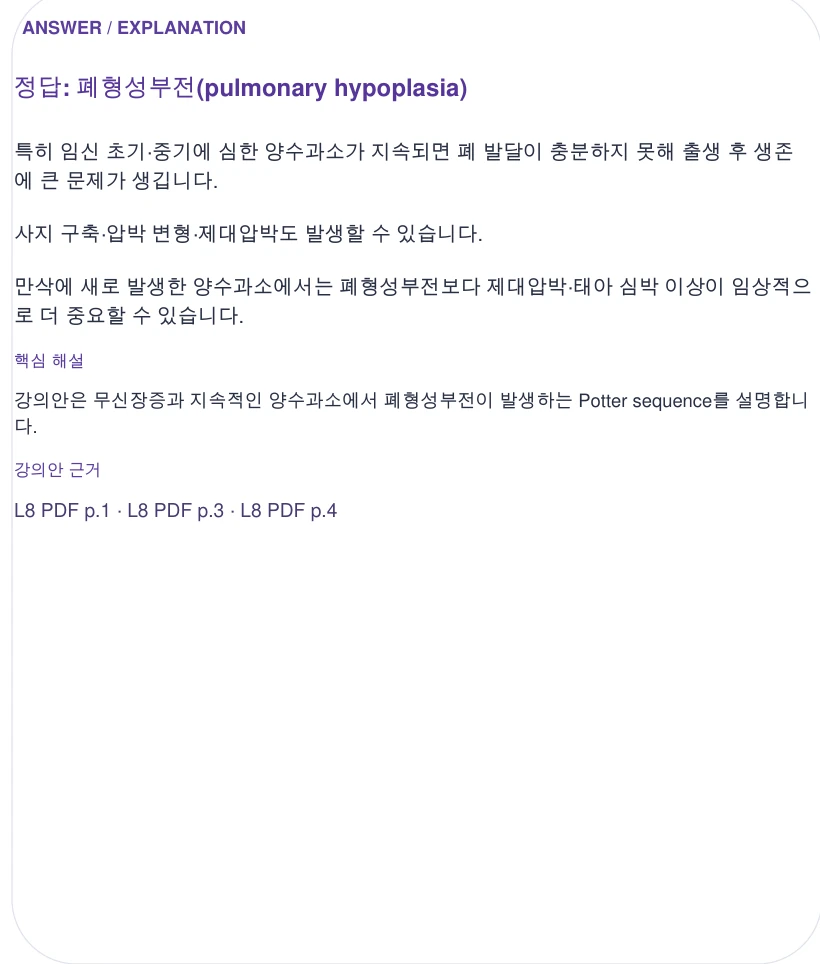 ANSWER / EXPLANATION
정답: 폐형성부전(pulmonary hypoplasia)
특히 임신 초기·중기에 심한 양수과소가 지속되면 폐 발달이 충분하지 못해 출생 후 생존
에 큰 문제가 생깁니다.
사지 구축·압박 변형·제대압박도 발생할 수 있습니다.
만삭에 새로 발생한 양수과소에서는 폐형성부전보다 제대압박·태아 심박 이상이 임상적으
로 더 중요할 수 있습니다.
핵심 해설
강의안은 무신장증과 지속적인 양수과소에서 폐형성부전이 발생하는 Potter sequence를 설명합니
다.
강의안 근거
L8 PDF p.1 · L8 PDF p.3 · L8 PDF p.4